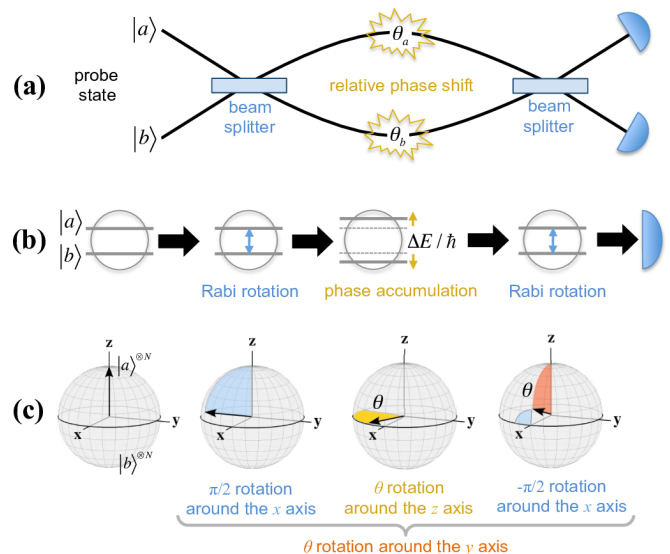 |a⟩
θa
probe
state
(a)
relative phase shift
beam
splitter
beam
splitter
|b⟩
θb
(b)
|a⟩
|b⟩
ΔE / ħ
Rabi rotation
phase accumulation
Rabi rotation
(c)
z
|a⟩⊗N
y
x
|b⟩⊗N
z
y
x
z
θ
y
x
z
θ
y
x
π/2 rotation
around the x axis
θ rotation
around the z axis
-π/2 rotation
around the x axis
θ rotation around the y axis